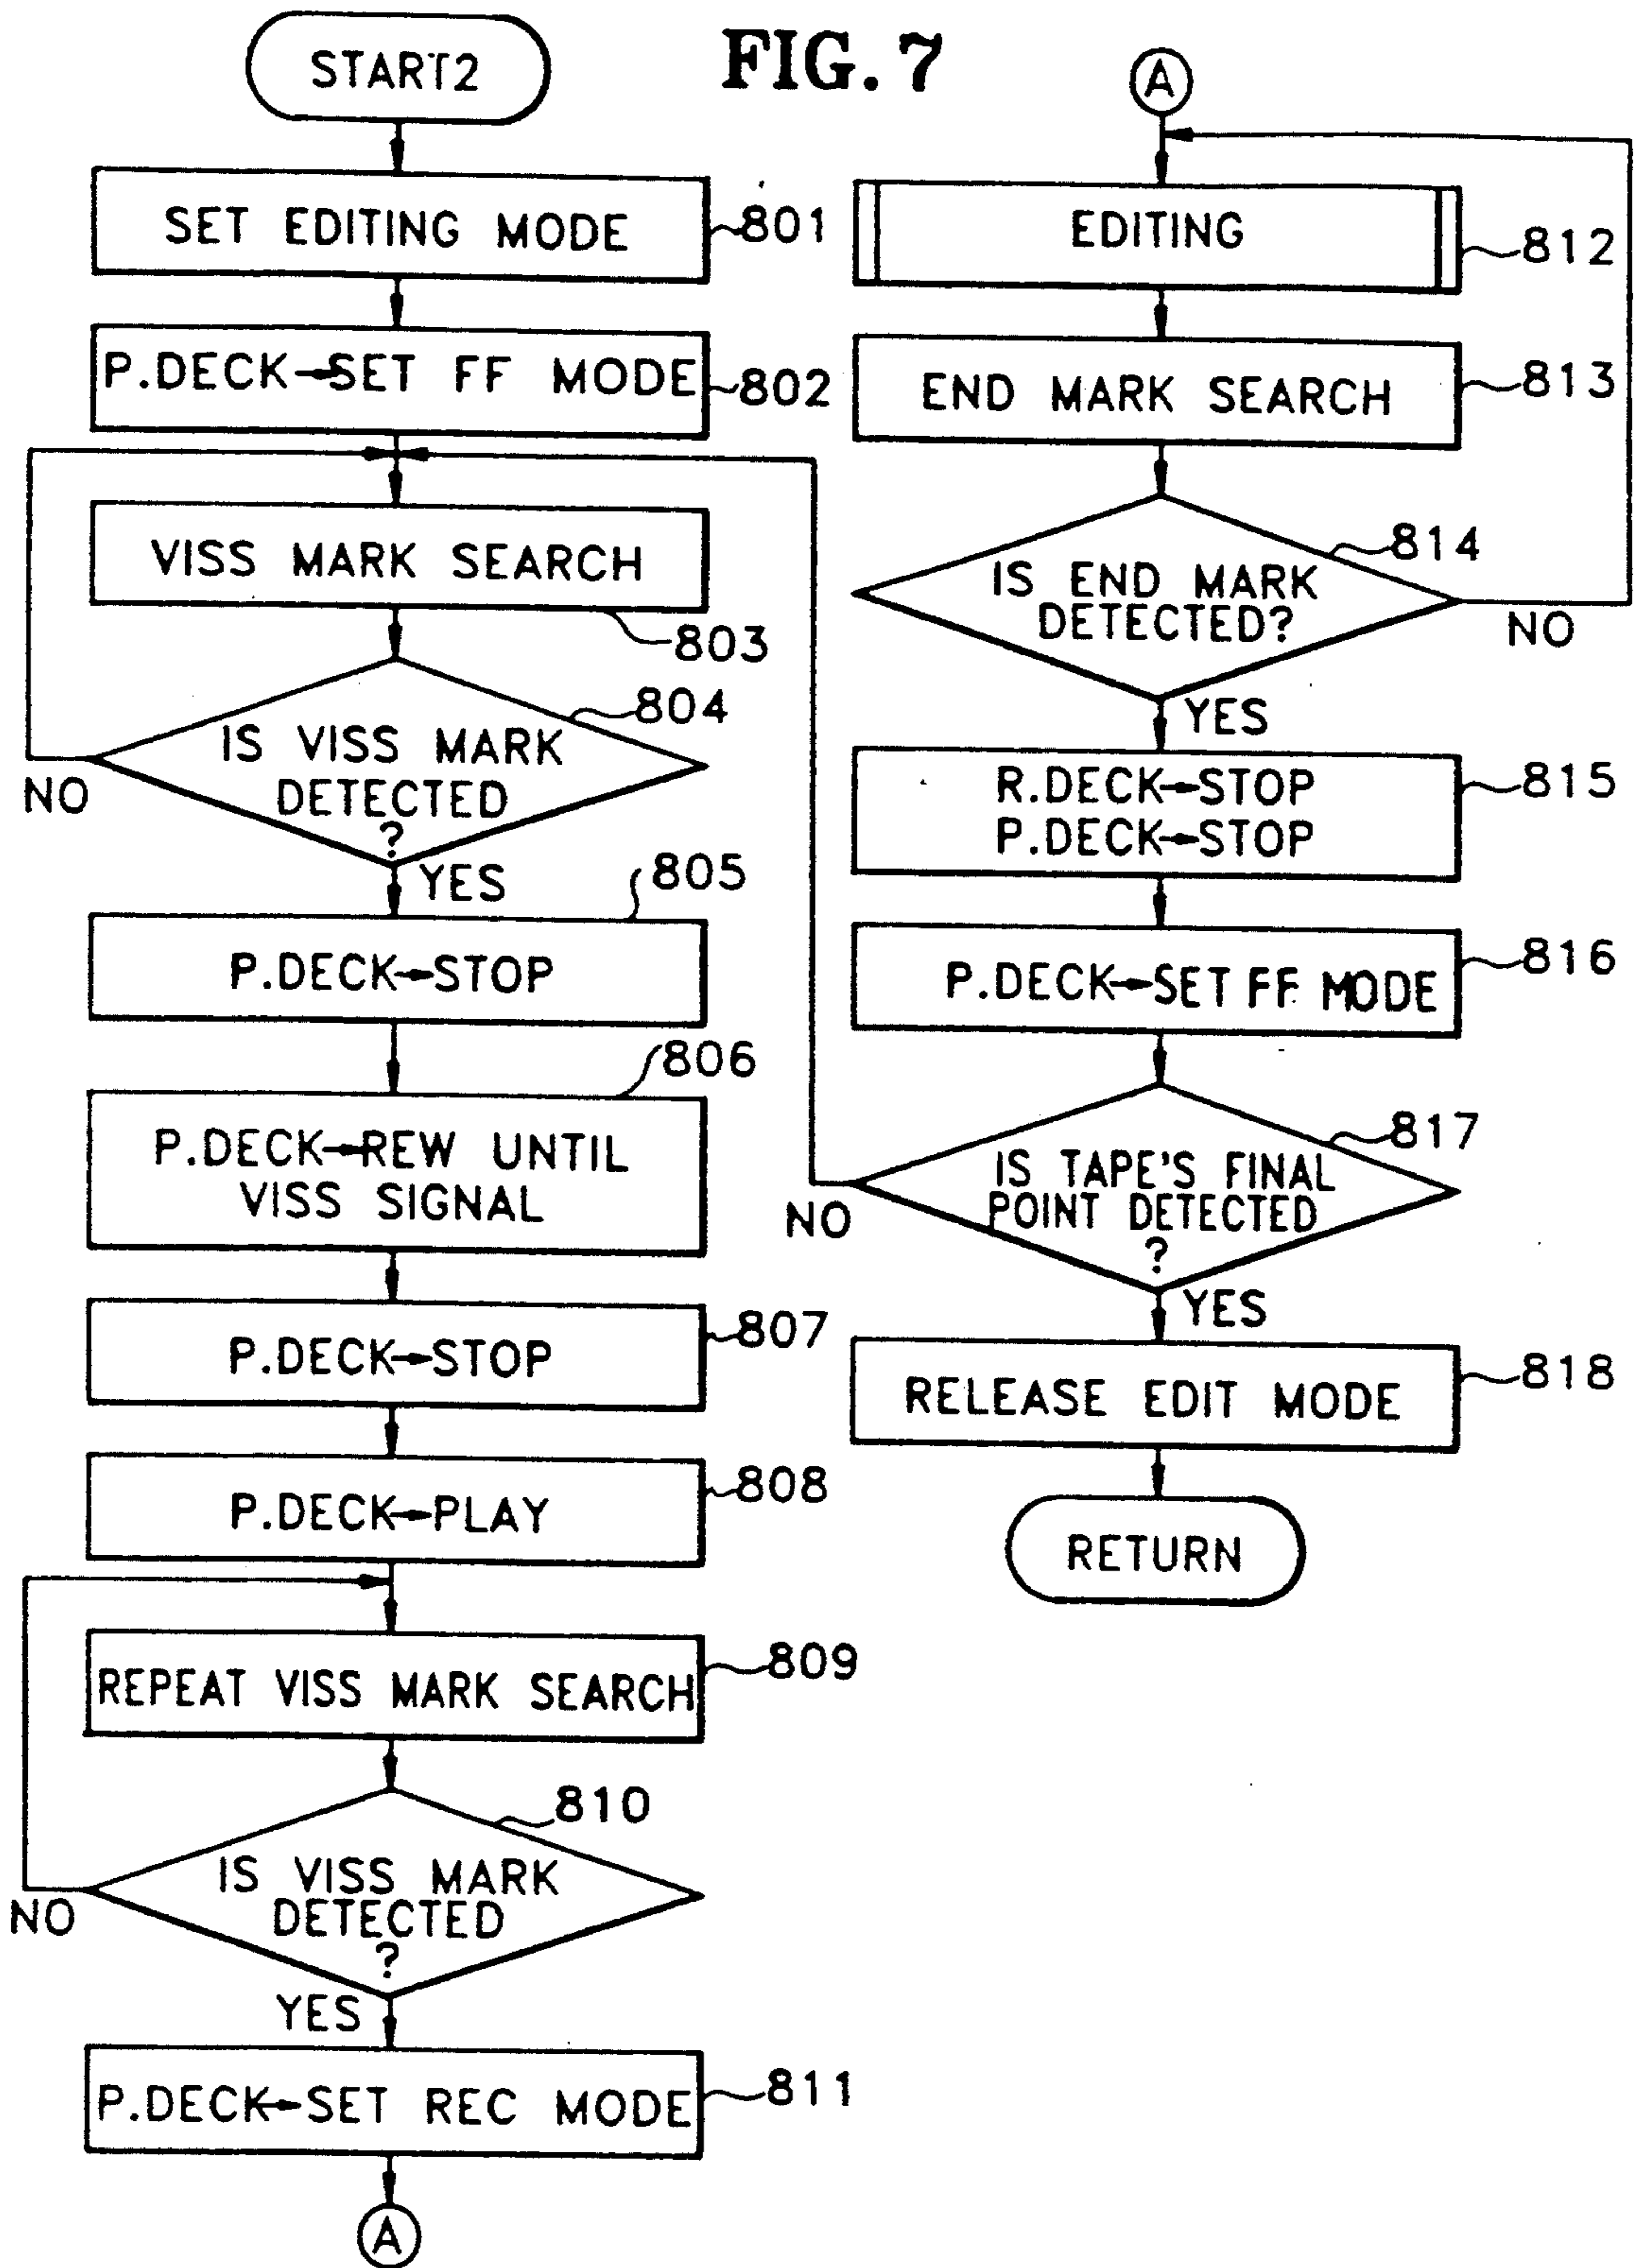 FIG. 7
START2
SET EDITING MODE
801
P.DECK→SET FF MODE
802
VISS MARK SEARCH
803
IS VISS MARK
DETECTED
?
804
NO
YES
P.DECK→STOP
805
P.DECK→REW UNTIL
VISS SIGNAL
806
P.DECK→STOP
807
P.DECK→PLAY
808
REPEAT VISS MARK SEARCH
809
IS VISS MARK
DETECTED
?
810
NO
YES
P.DECK→SET REC MODE
811
A
A
EDITING
812
END MARK SEARCH
813
IS END MARK
DETECTED?
814
NO
YES
R.DECK→STOP
P.DECK→STOP
815
P.DECK→SET FF MODE
816
IS TAPE'S FINAL
POINT DETECTED
?
817
NO
YES
RELEASE EDIT MODE
818
RETURN